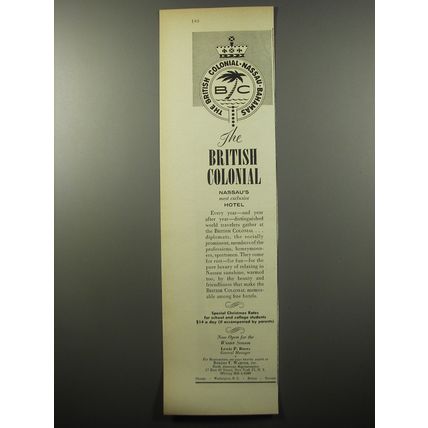 THE BRITISH COLONIAL · NASSAU · BAHAMAS
B C
The
BRITISH
COLONIAL
NASSAU'S
most exclusive
HOTEL
Every year—and year
after year—distinguished
world travelers gather at
the BRITISH COLONIAL . . .
diplomats, the socially
prominent, members of the
professions, honeymoon-
ers, sportsmen. They come
for rest—for fun—for the
pure luxury of relaxing in
Nassau sunshine, warmed
too, by the beauty and
friendliness that make the
BRITISH COLONIAL memor-
able among fine hotels.
Special Christmas Rates
for school and college students
$14 a day (if accompanied by parents)
Now Open for the
WINTER SEASON
General Manager